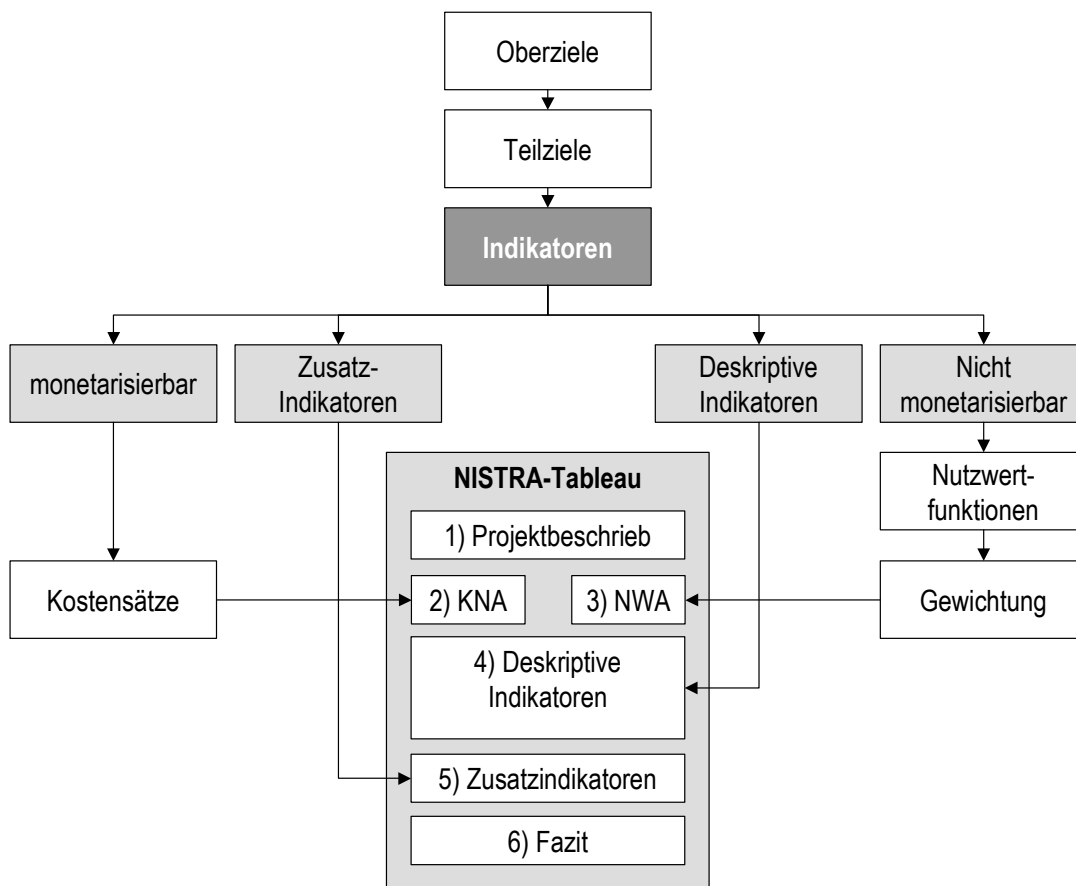 Oberziele
Teilziele
Indikatoren
monetarisierbar
Zusatz-
Indikatoren
Deskriptive
Indikatoren
Nicht
monetarisierbar
NISTRA-Tableau
Nutzwert-
funktionen
1) Projektbeschrieb
Kostensätze
2) KNA
3) NWA
Gewichtung
4) Deskriptive
Indikatoren
5) Zusatzindikatoren
6) Fazit